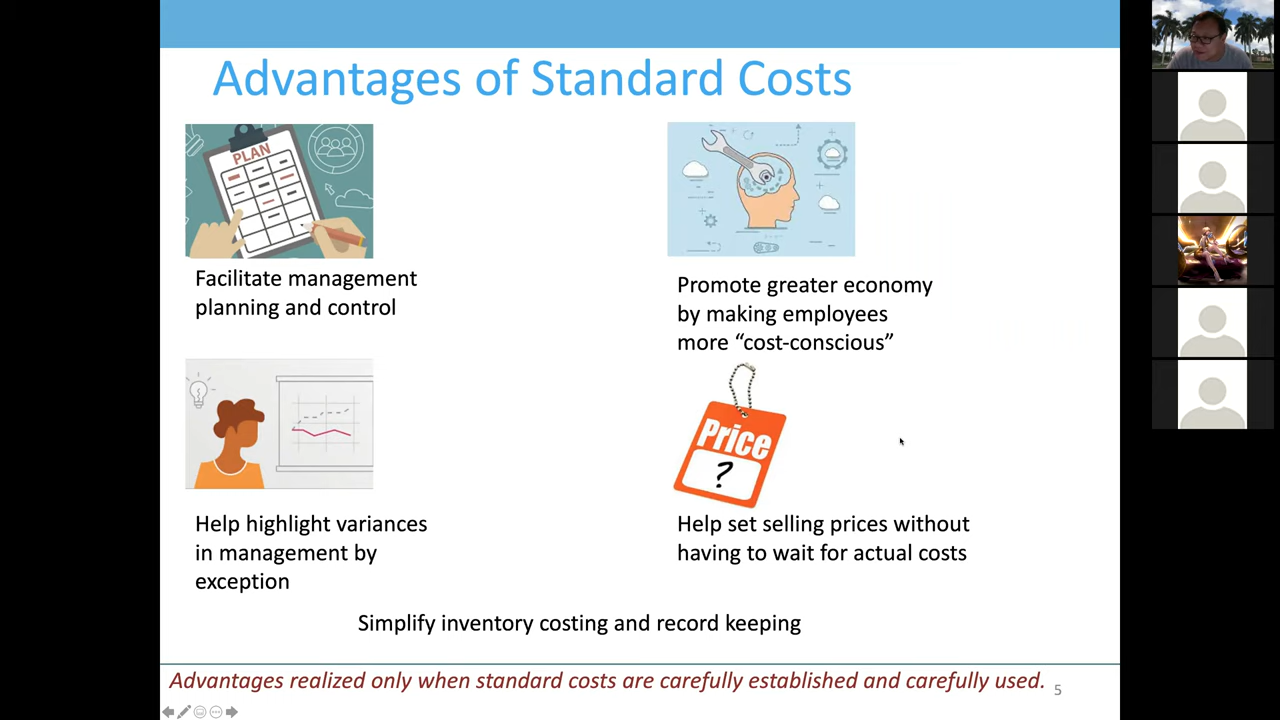 Advantages of Standard Costs
PLAN
Facilitate management
planning and control
Promote greater economy
by making employees
more “cost-conscious”
Price
?
Help highlight variances
in management by
exception
Help set selling prices without
having to wait for actual costs
Simplify inventory costing and record keeping
Advantages realized only when standard costs are carefully established and carefully used.
5